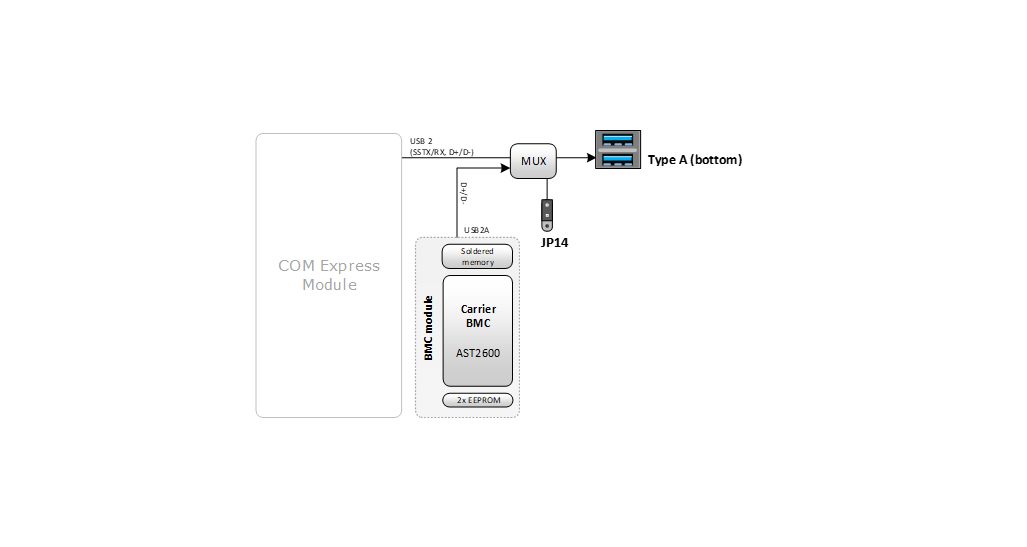 USB 2
(SSTX/RX, D+/D-)
MUX
Type A (bottom)
D+/D-
USB2A
JP14
COM Express
Module
Soldered
memory
BMC module
Carrier
BMC
AST2600
2x EEPROM